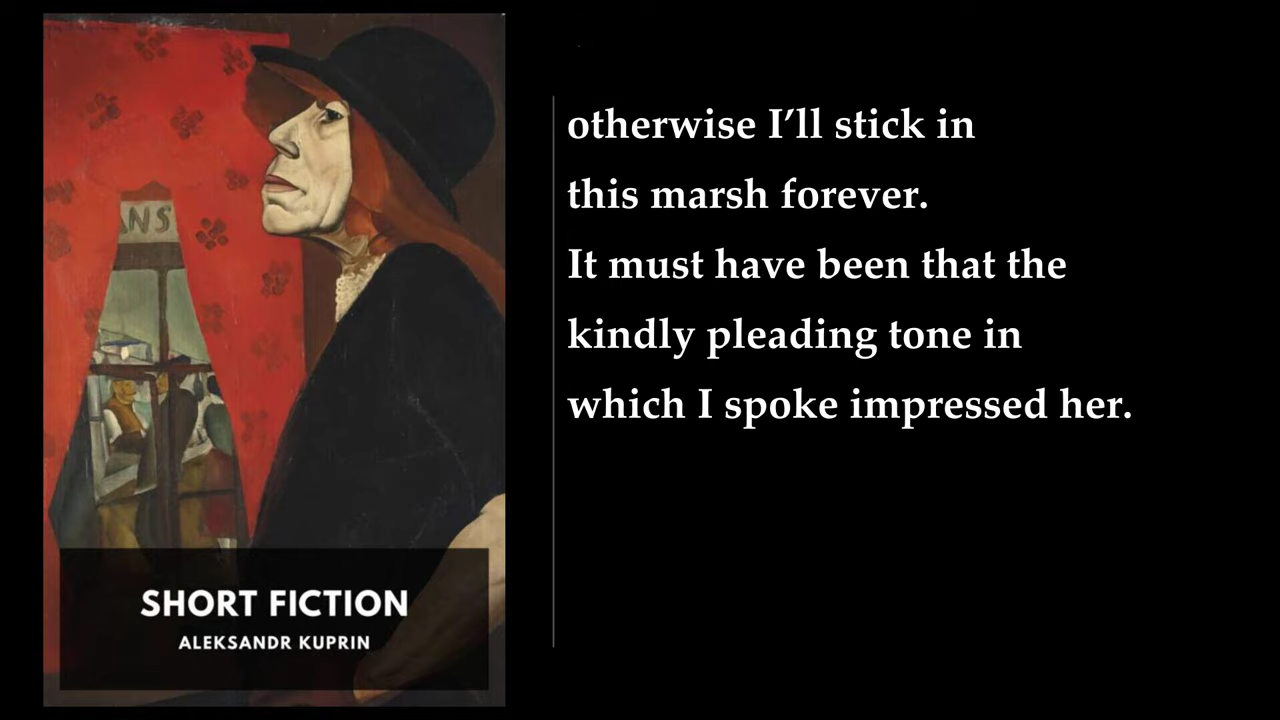 NS
SHORT FICTION
ALEKSANDR KUPRIN
otherwise I’ll stick in
this marsh forever.
It must have been that the
kindly pleading tone in
which I spoke impressed her.